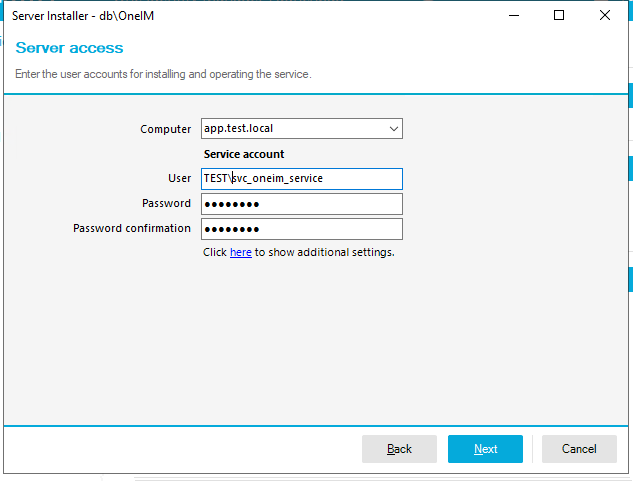 Server Installer - db\OneIM
Server access
Enter the user accounts for installing and operating the service.
Computer app.test.local
Service account
User TEST\svc_oneim_service
Password ●●●●●●●●
Password confirmation ●●●●●●●●
Click here to show additional settings.
Back Next Cancel